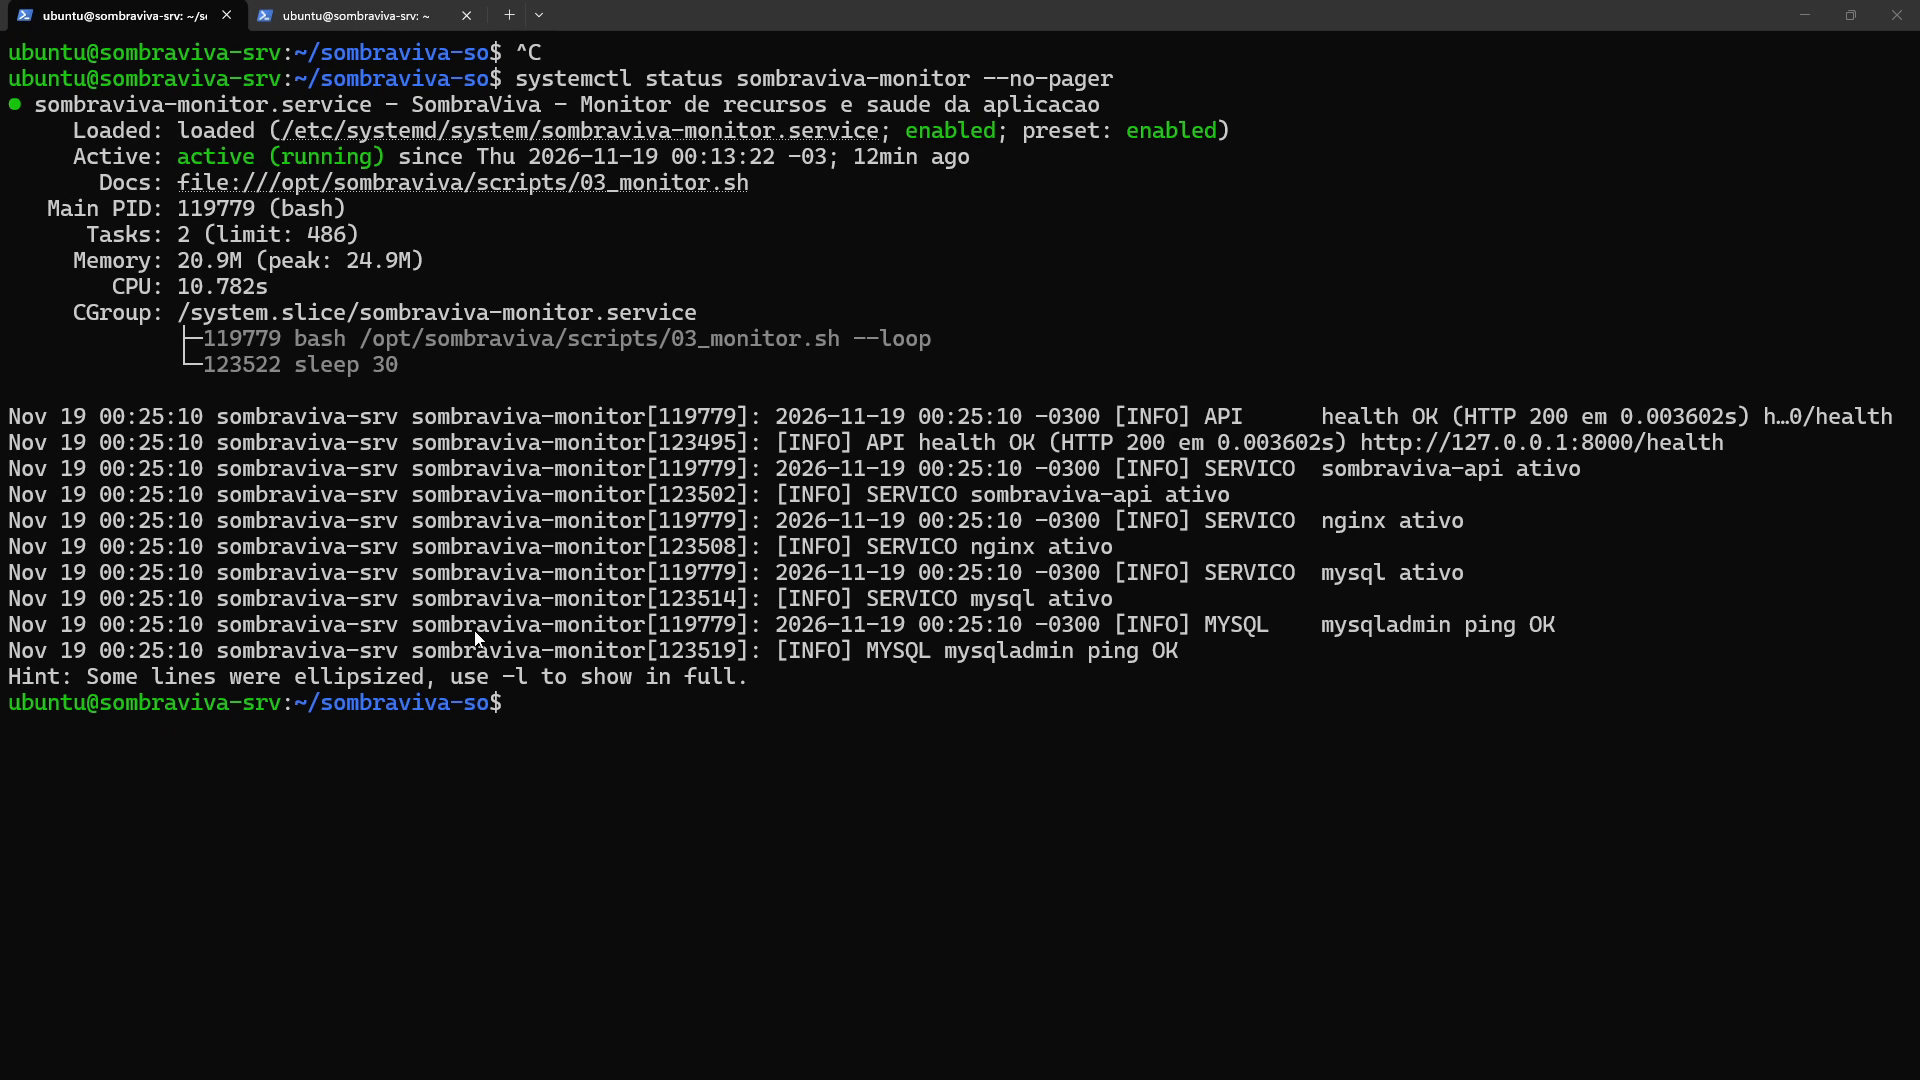 ubuntu@sombraviva-srv: ~/s
ubuntu@sombraviva-srv: ~
ubuntu@sombraviva-srv:~/sombraviva-so$ ^C
ubuntu@sombraviva-srv:~/sombraviva-so$ systemctl status sombraviva-monitor --no-pager
● sombraviva-monitor.service - SombraViva - Monitor de recursos e saude da aplicacao
     Loaded: loaded (/etc/systemd/system/sombraviva-monitor.service; enabled; preset: enabled)
     Active: active (running) since Thu 2026-11-19 00:13:22 -03; 12min ago
       Docs: file:///opt/sombraviva/scripts/03_monitor.sh
   Main PID: 119779 (bash)
      Tasks: 2 (limit: 486)
     Memory: 20.9M (peak: 24.9M)
        CPU: 10.782s
     CGroup: /system.slice/sombraviva-monitor.service
             ├─119779 bash /opt/sombraviva/scripts/03_monitor.sh --loop
             └─123522 sleep 30
Nov 19 00:25:10 sombraviva-srv sombraviva-monitor[119779]: 2026-11-19 00:25:10 -0300 [INFO] API      health OK (HTTP 200 em 0.003602s) h…0/health
Nov 19 00:25:10 sombraviva-srv sombraviva-monitor[123495]: [INFO] API health OK (HTTP 200 em 0.003602s) http://127.0.0.1:8000/health
Nov 19 00:25:10 sombraviva-srv sombraviva-monitor[119779]: 2026-11-19 00:25:10 -0300 [INFO] SERVICO  sombraviva-api ativo
Nov 19 00:25:10 sombraviva-srv sombraviva-monitor[123502]: [INFO] SERVICO sombraviva-api ativo
Nov 19 00:25:10 sombraviva-srv sombraviva-monitor[119779]: 2026-11-19 00:25:10 -0300 [INFO] SERVICO  nginx ativo
Nov 19 00:25:10 sombraviva-srv sombraviva-monitor[123508]: [INFO] SERVICO nginx ativo
Nov 19 00:25:10 sombraviva-srv sombraviva-monitor[119779]: 2026-11-19 00:25:10 -0300 [INFO] SERVICO  mysql ativo
Nov 19 00:25:10 sombraviva-srv sombraviva-monitor[123514]: [INFO] SERVICO mysql ativo
Nov 19 00:25:10 sombraviva-srv sombraviva-monitor[119779]: 2026-11-19 00:25:10 -0300 [INFO] MYSQL    mysqladmin ping OK
Nov 19 00:25:10 sombraviva-srv sombraviva-monitor[123519]: [INFO] MYSQL mysqladmin ping OK
Hint: Some lines were ellipsized, use -l to show in full.
ubuntu@sombraviva-srv:~/sombraviva-so$